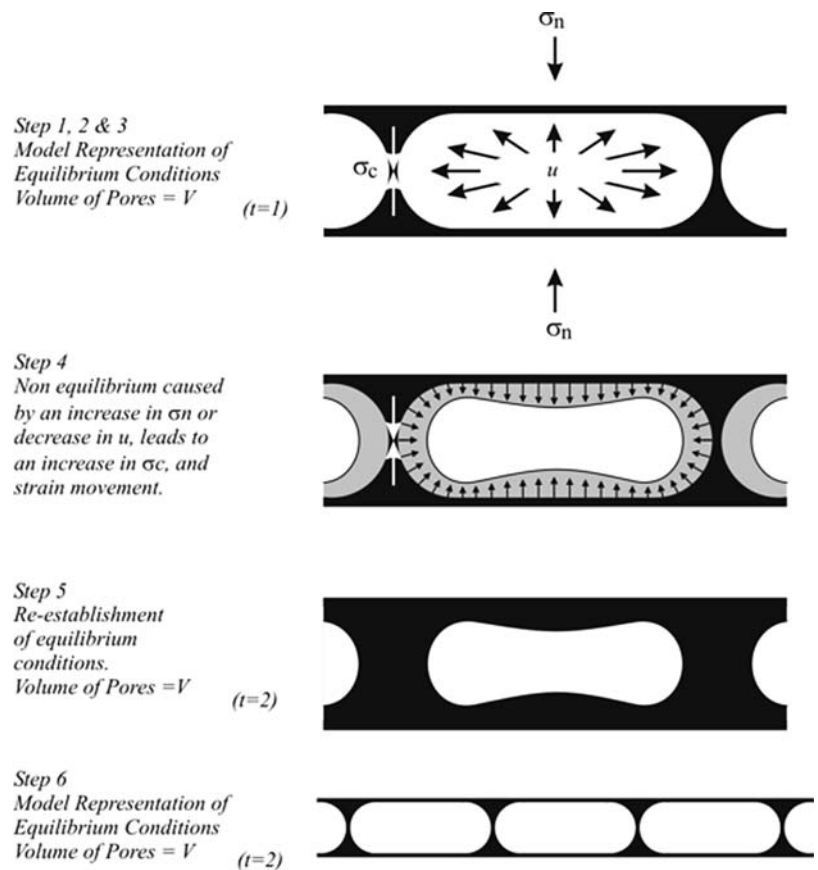 σn
Step 1, 2 & 3
Model Representation of
Equilibrium Conditions
Volume of Pores = V
(t=1)
σc
u
σn
Step 4
Non equilibrium caused
by an increase in σn or
decrease in u, leads to
an increase in σc, and
strain movement.
Step 5
Re-establishment
of equilibrium
conditions.
Volume of Pores =V
(t=2)
Step 6
Model Representation of
Equilibrium Conditions
Volume of Pores = V
(t=2)